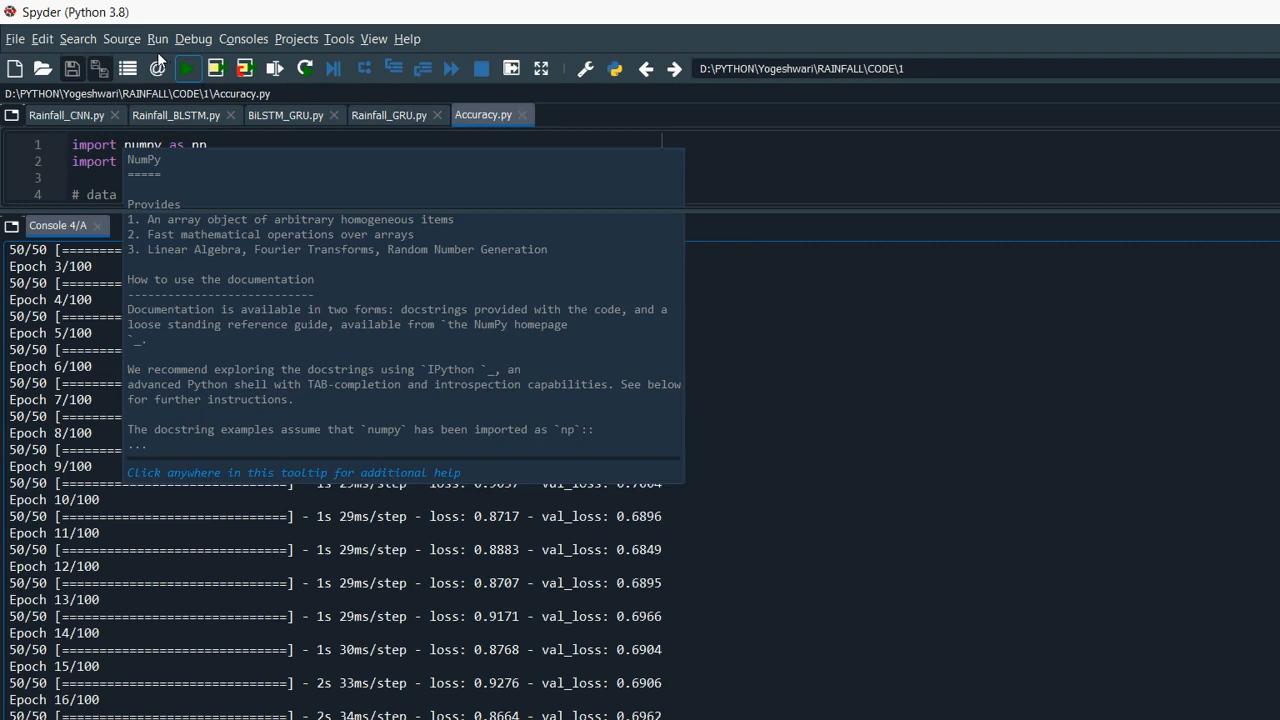 Spyder (Python 3.8)
File Edit Search Source Run Debug Consoles Projects Tools View Help
D:\PYTHON\Yogeshwari\RAINFALL\CODE\1
D:\PYTHON\Yogeshwari\RAINFALL\CODE\1\Accuracy.py
Rainfall_CNN.py Rainfall_BLSTM.py BiLSTM_GRU.py Rainfall_GRU.py Accuracy.py
1 import numpy as np
2 import
3
4 # data
NumPy
=====
Provides
1. An array object of arbitrary homogeneous items
2. Fast mathematical operations over arrays
3. Linear Algebra, Fourier Transforms, Random Number Generation
How to use the documentation
----------------------------
Documentation is available in two forms: docstrings provided with the code, and a
loose standing reference guide, available from `the NumPy homepage
`_.
We recommend exploring the docstrings using `IPython `_, an
advanced Python shell with TAB-completion and introspection capabilities. See below
for further instructions.
The docstring examples assume that `numpy` has been imported as `np`::
...
Click anywhere in this tooltip for additional help
Console 4/A
50/50 [========
Epoch 3/100
50/50 [========
Epoch 4/100
50/50 [========
Epoch 5/100
50/50 [========
Epoch 6/100
50/50 [========
Epoch 7/100
50/50 [========
Epoch 8/100
50/50 [========
Epoch 9/100
50/50 [==============================] - 1s 29ms/step - loss: - val_loss:
Epoch 10/100
50/50 [==============================] - 1s 29ms/step - loss: 0.8717 - val_loss: 0.6896
Epoch 11/100
50/50 [==============================] - 1s 29ms/step - loss: 0.8883 - val_loss: 0.6849
Epoch 12/100
50/50 [==============================] - 1s 29ms/step - loss: 0.8707 - val_loss: 0.6895
Epoch 13/100
50/50 [==============================] - 1s 29ms/step - loss: 0.9171 - val_loss: 0.6966
Epoch 14/100
50/50 [==============================] - 1s 30ms/step - loss: 0.8768 - val_loss: 0.6904
Epoch 15/100
50/50 [==============================] - 2s 33ms/step - loss: 0.9276 - val_loss: 0.6906
Epoch 16/100
50/50 [==============================] - 2s 34ms/step - loss: 0.8664 - val_loss: 0.6962